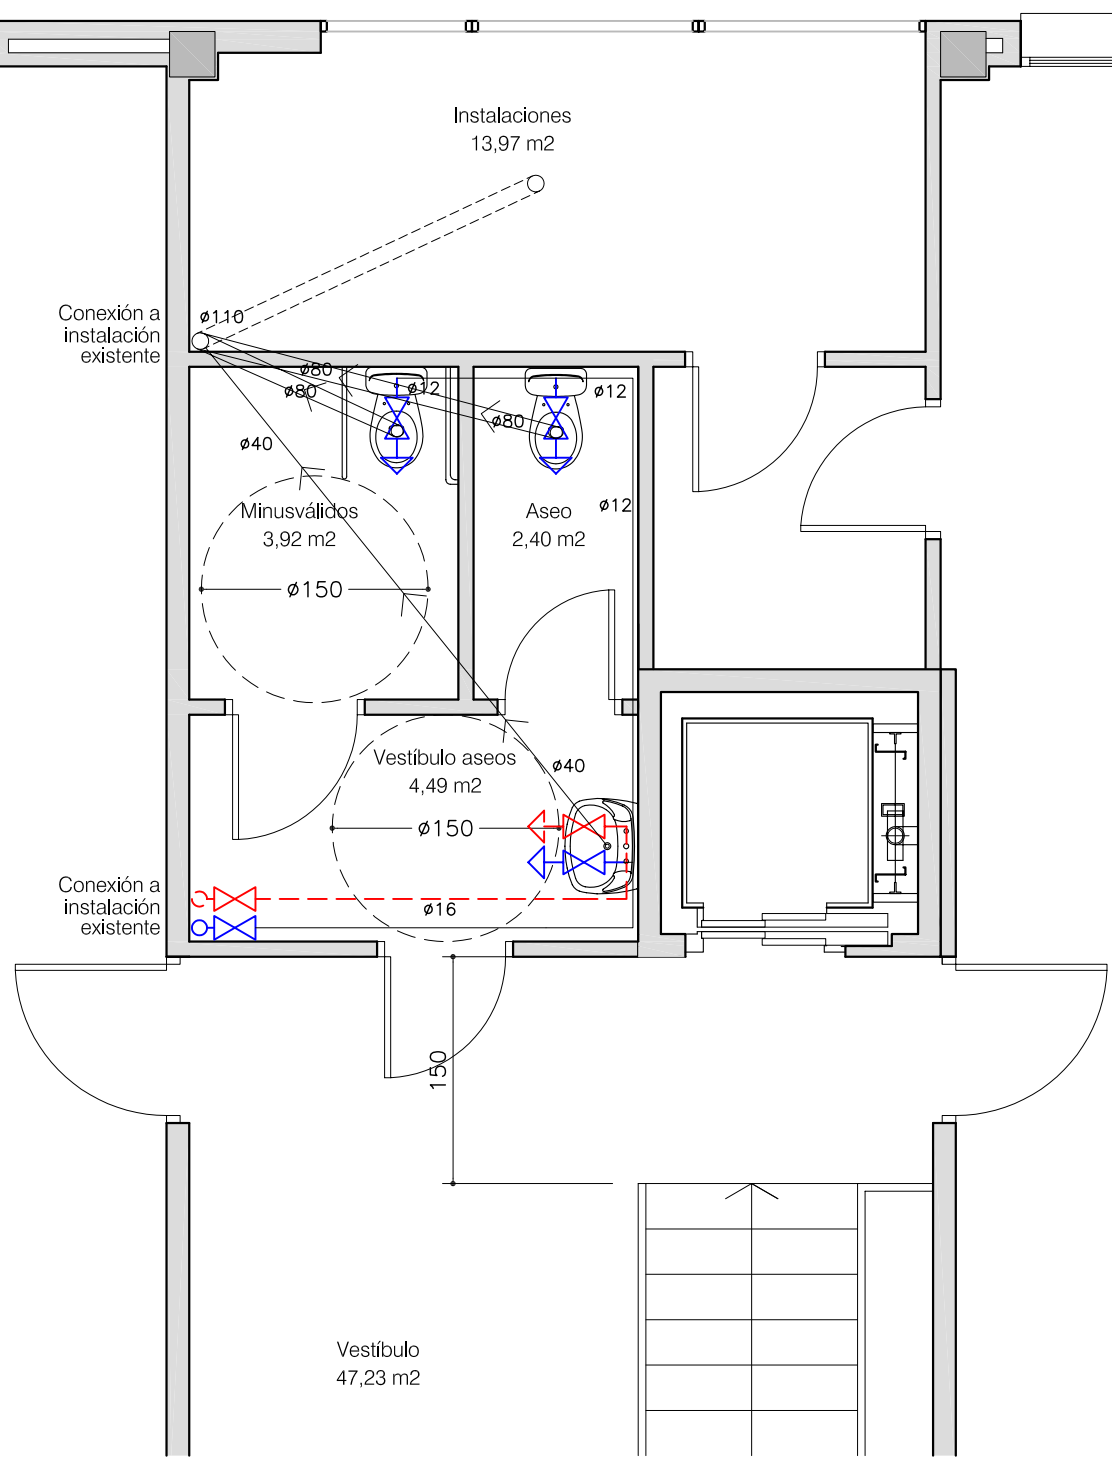 Instalaciones
13,97 m2
Conexión a
instalación
existente
ø110
ø80
ø80
ø12
ø12
ø80
ø40
ø12
Minusválidos
3,92 m2
Aseo
2,40 m2
ø150
Vestíbulo aseos
4,49 m2
ø40
ø150
Conexión a
instalación
existente
ø16
150
Vestíbulo
47,23 m2